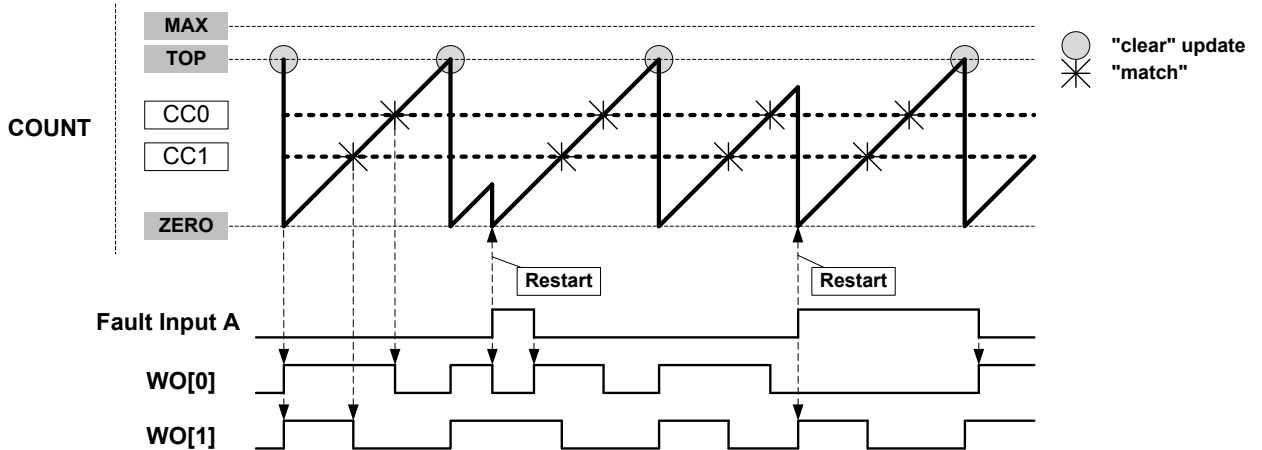 MAX
TOP
"clear" update
"match"
CC0
COUNT
CC1
ZERO
Restart
Restart
Fault Input A
WO[0]
WO[1]